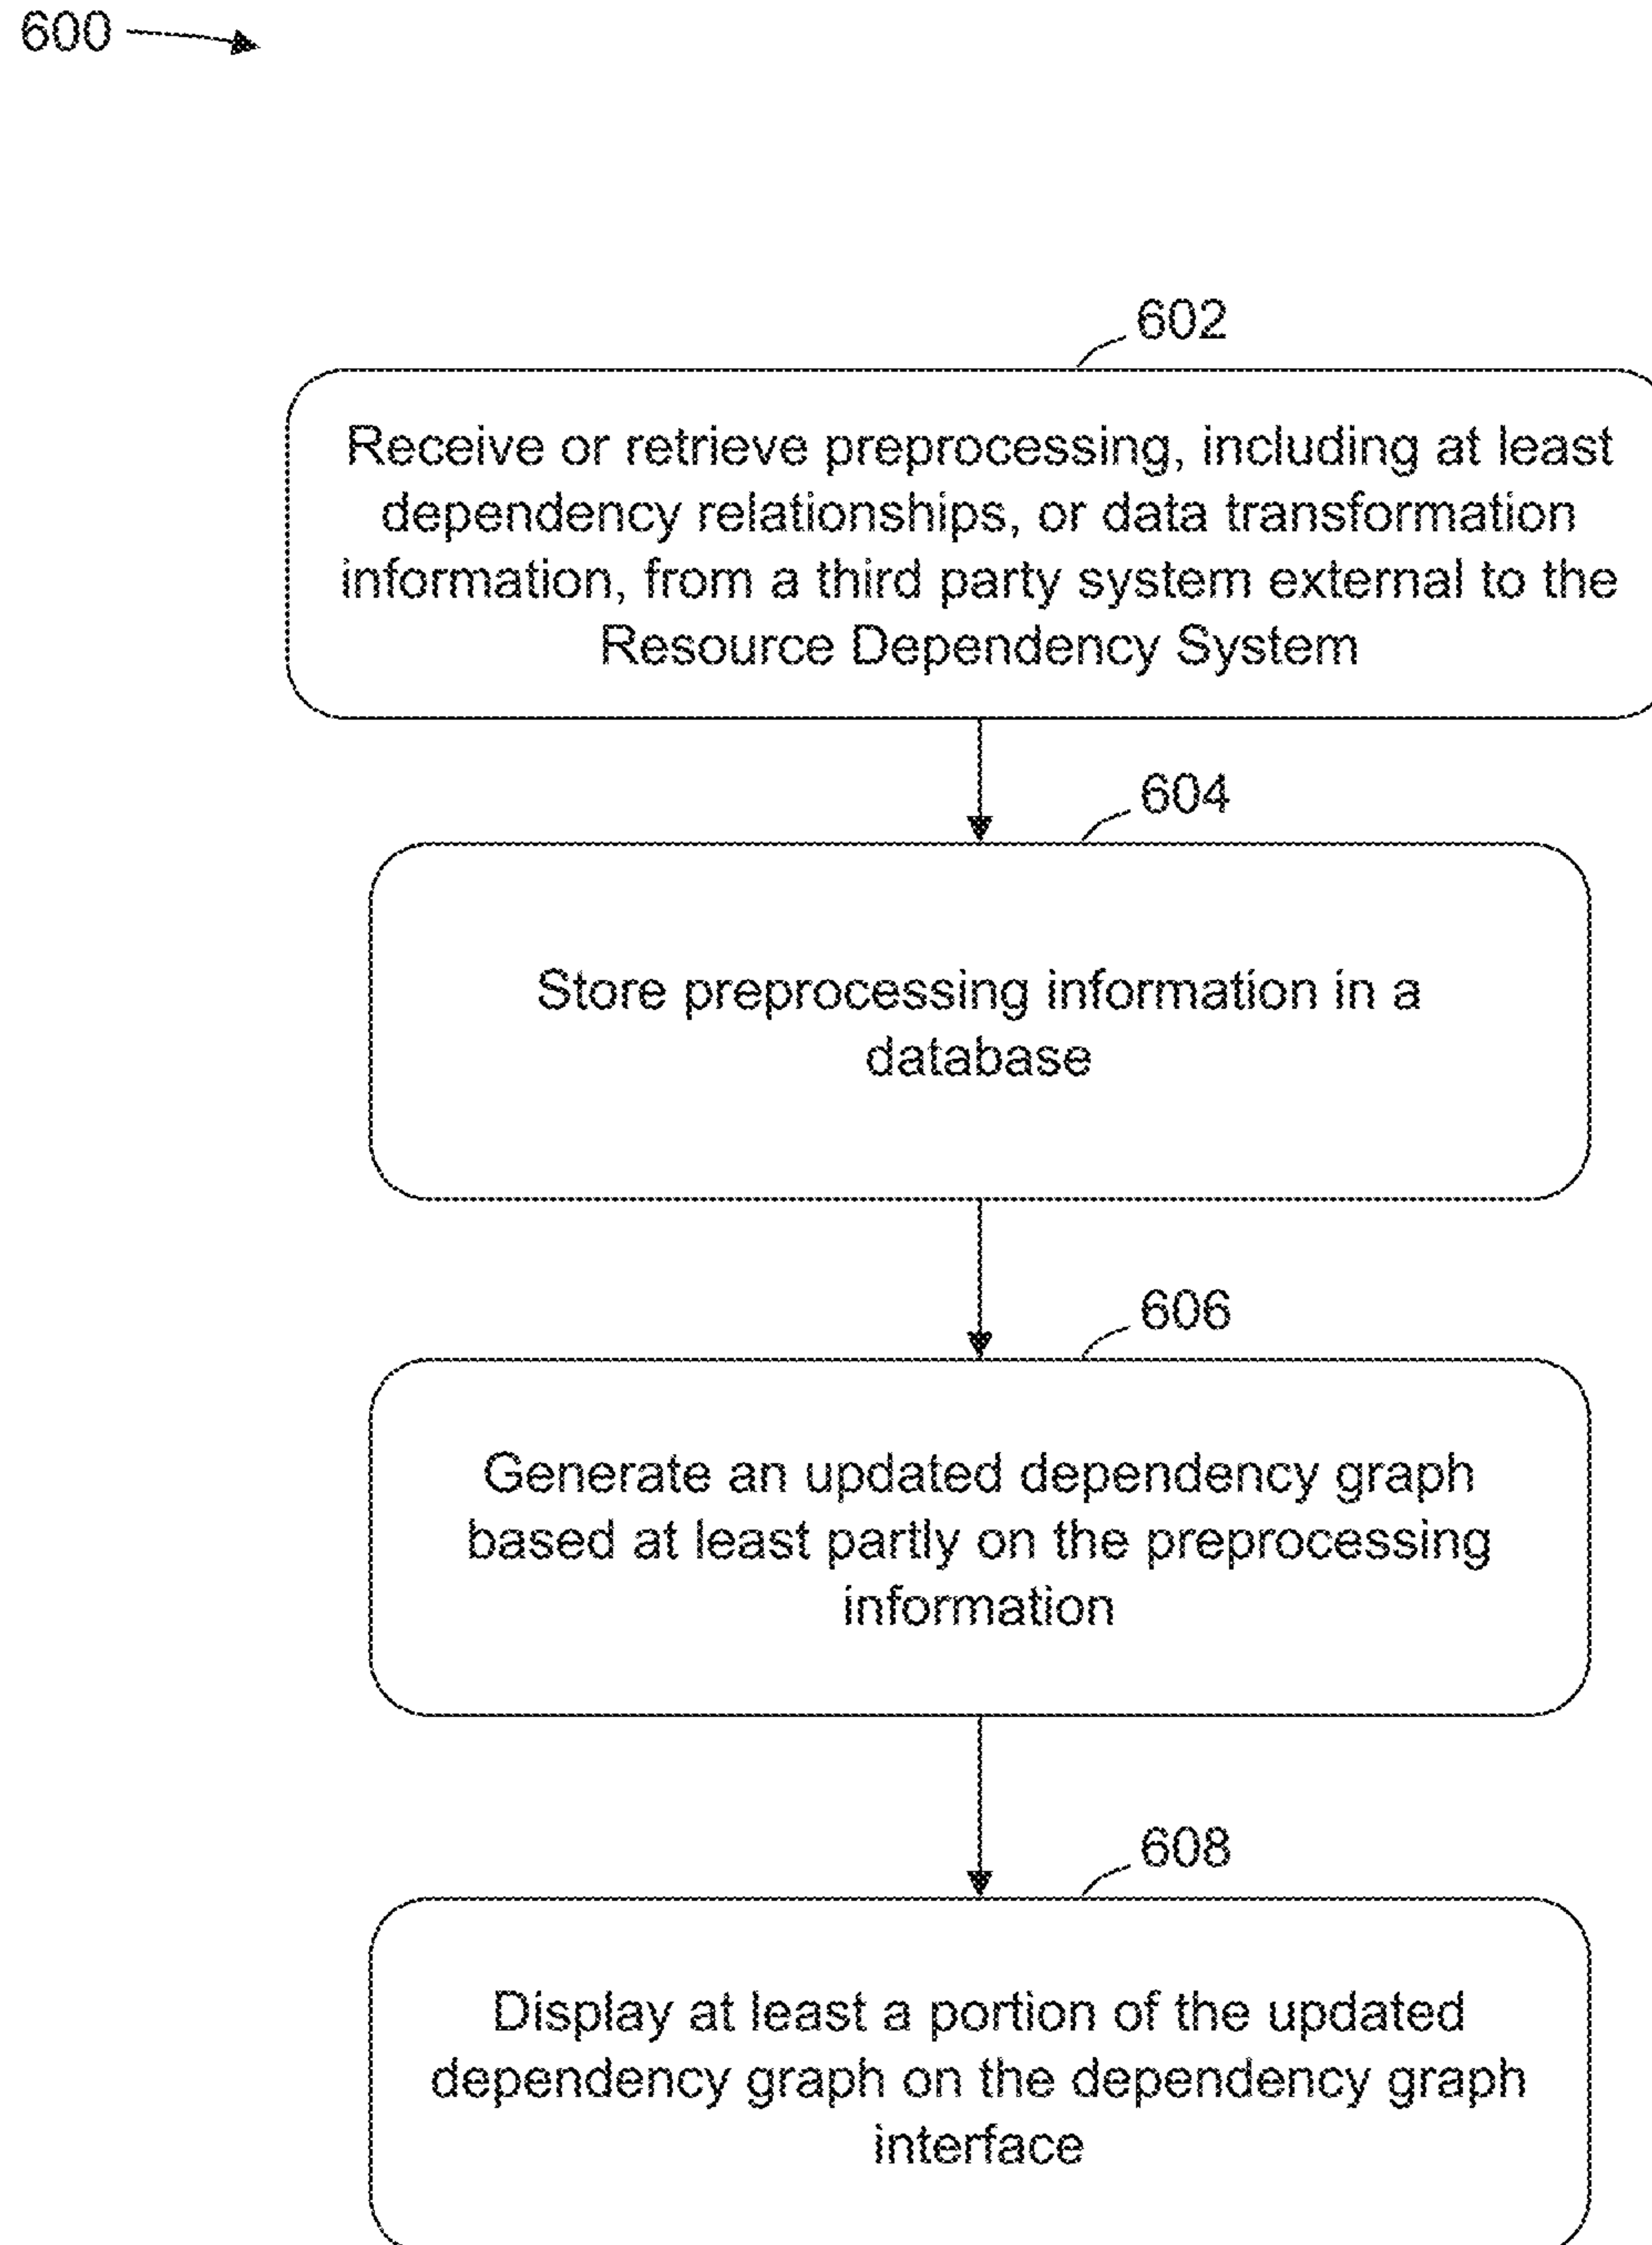 600
602
Receive or retrieve preprocessing, including at least
dependency relationships, or data transformation
information, from a third party system external to the
Resource Dependency System
604
Store preprocessing information in a
database
606
Generate an updated dependency graph
based at least partly on the preprocessing
information
608
Display at least a portion of the updated
dependency graph on the dependency graph
interface